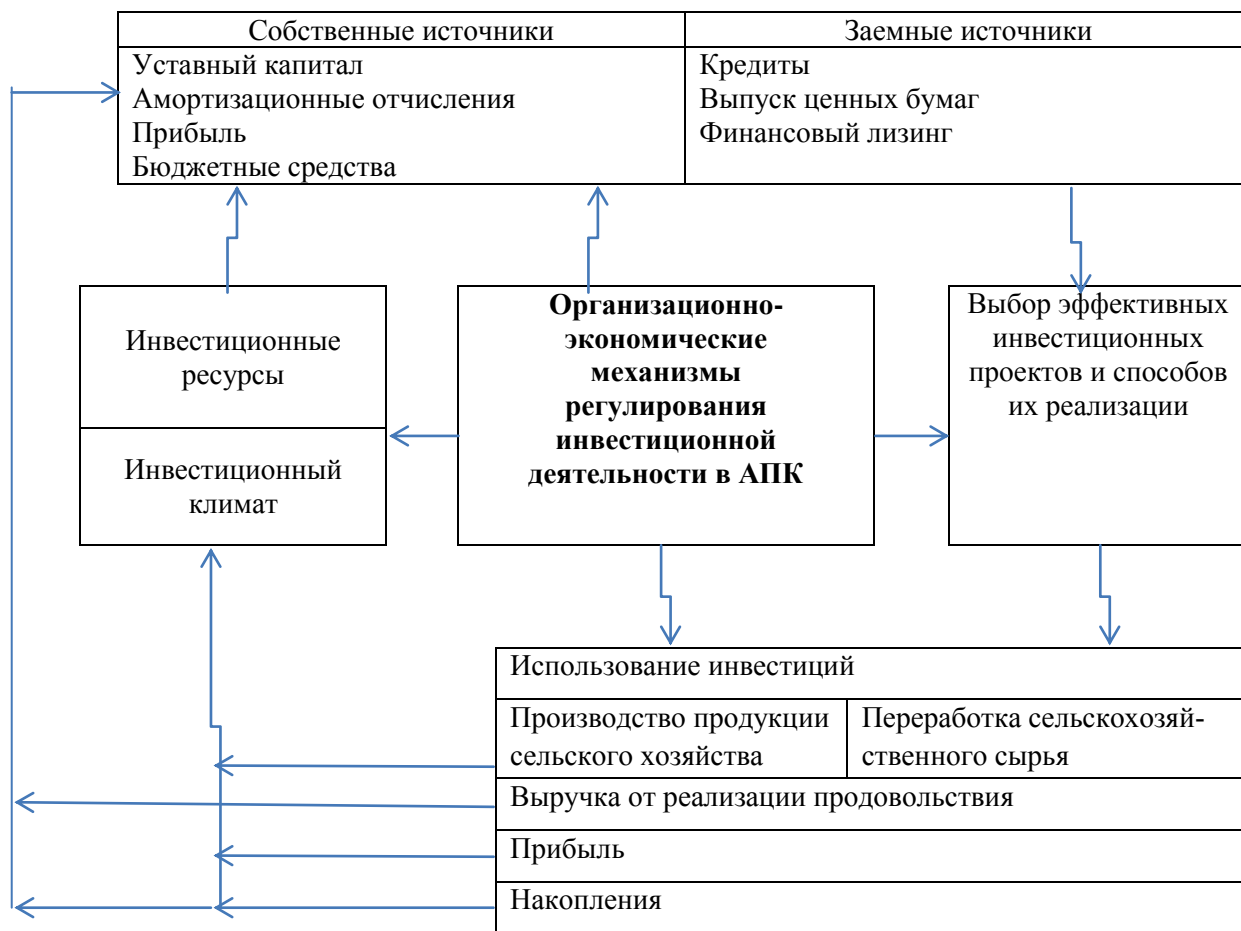 Собственные источники
Заемные источники
Уставный капитал
Амортизационные отчисления
Прибыль
Бюджетные средства
Кредиты
Выпуск ценных бумаг
Финансовый лизинг
Инвестиционные
ресурсы
Инвестиционный
климат
Организационно-
экономические
механизмы
регулирования
инвестиционной
деятельности в АПК
Выбор эффективных
инвестиционных
проектов и способов
их реализации
Использование инвестиций
Производство продукции
сельского хозяйства
Переработка сельскохозяй-
ственного сырья
Выручка от реализации продовольствия
Прибыль
Накопления